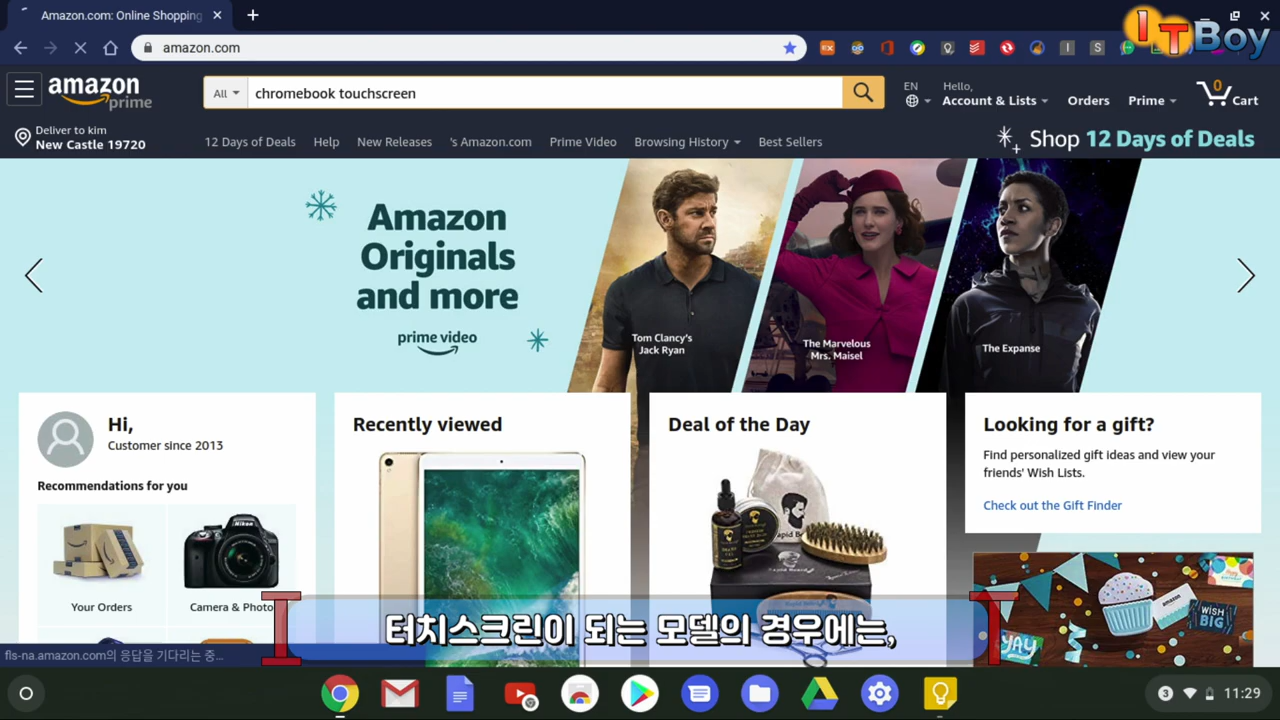 Amazon.com: Online Shopping
ITBoy
amazon.com
amazon
prime
All
chromebook touchscreen
EN
Hello,
Account & Lists
Orders
Prime
0
Cart
Deliver to kim
New Castle 19720
12 Days of Deals
Help
New Releases
's Amazon.com
Prime Video
Browsing History
Best Sellers
Shop 12 Days of Deals
Amazon
Originals
and more
prime video
Tom Clancy's
Jack Ryan
The Marvelous
Mrs. Maisel
The Expanse
Hi,
Customer since 2013
Recommendations for you
Nikon
Your Orders
Camera & Photo
Recently viewed
Deal of the Day
Looking for a gift?
Find personalized gift ideas and view your
friends' Wish Lists.
Check out the Gift Finder
WISH
BIG
YAY
터치스크린이 되는 모델의 경우에는,
fls-na.amazon.com의 응답을 기다리는 중...
3
11:29